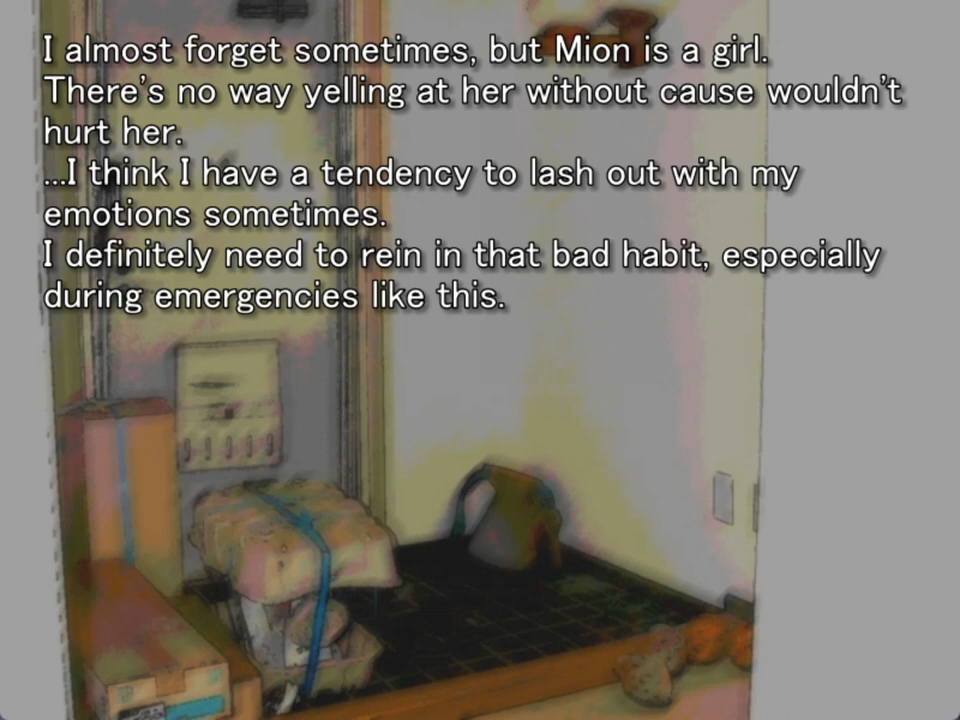 I almost forget sometimes, but Mion is a girl.
There's no way yelling at her without cause wouldn't
hurt her.
...I think I have a tendency to lash out with my
emotions sometimes.
I definitely need to rein in that bad habit, especially
during emergencies like this.